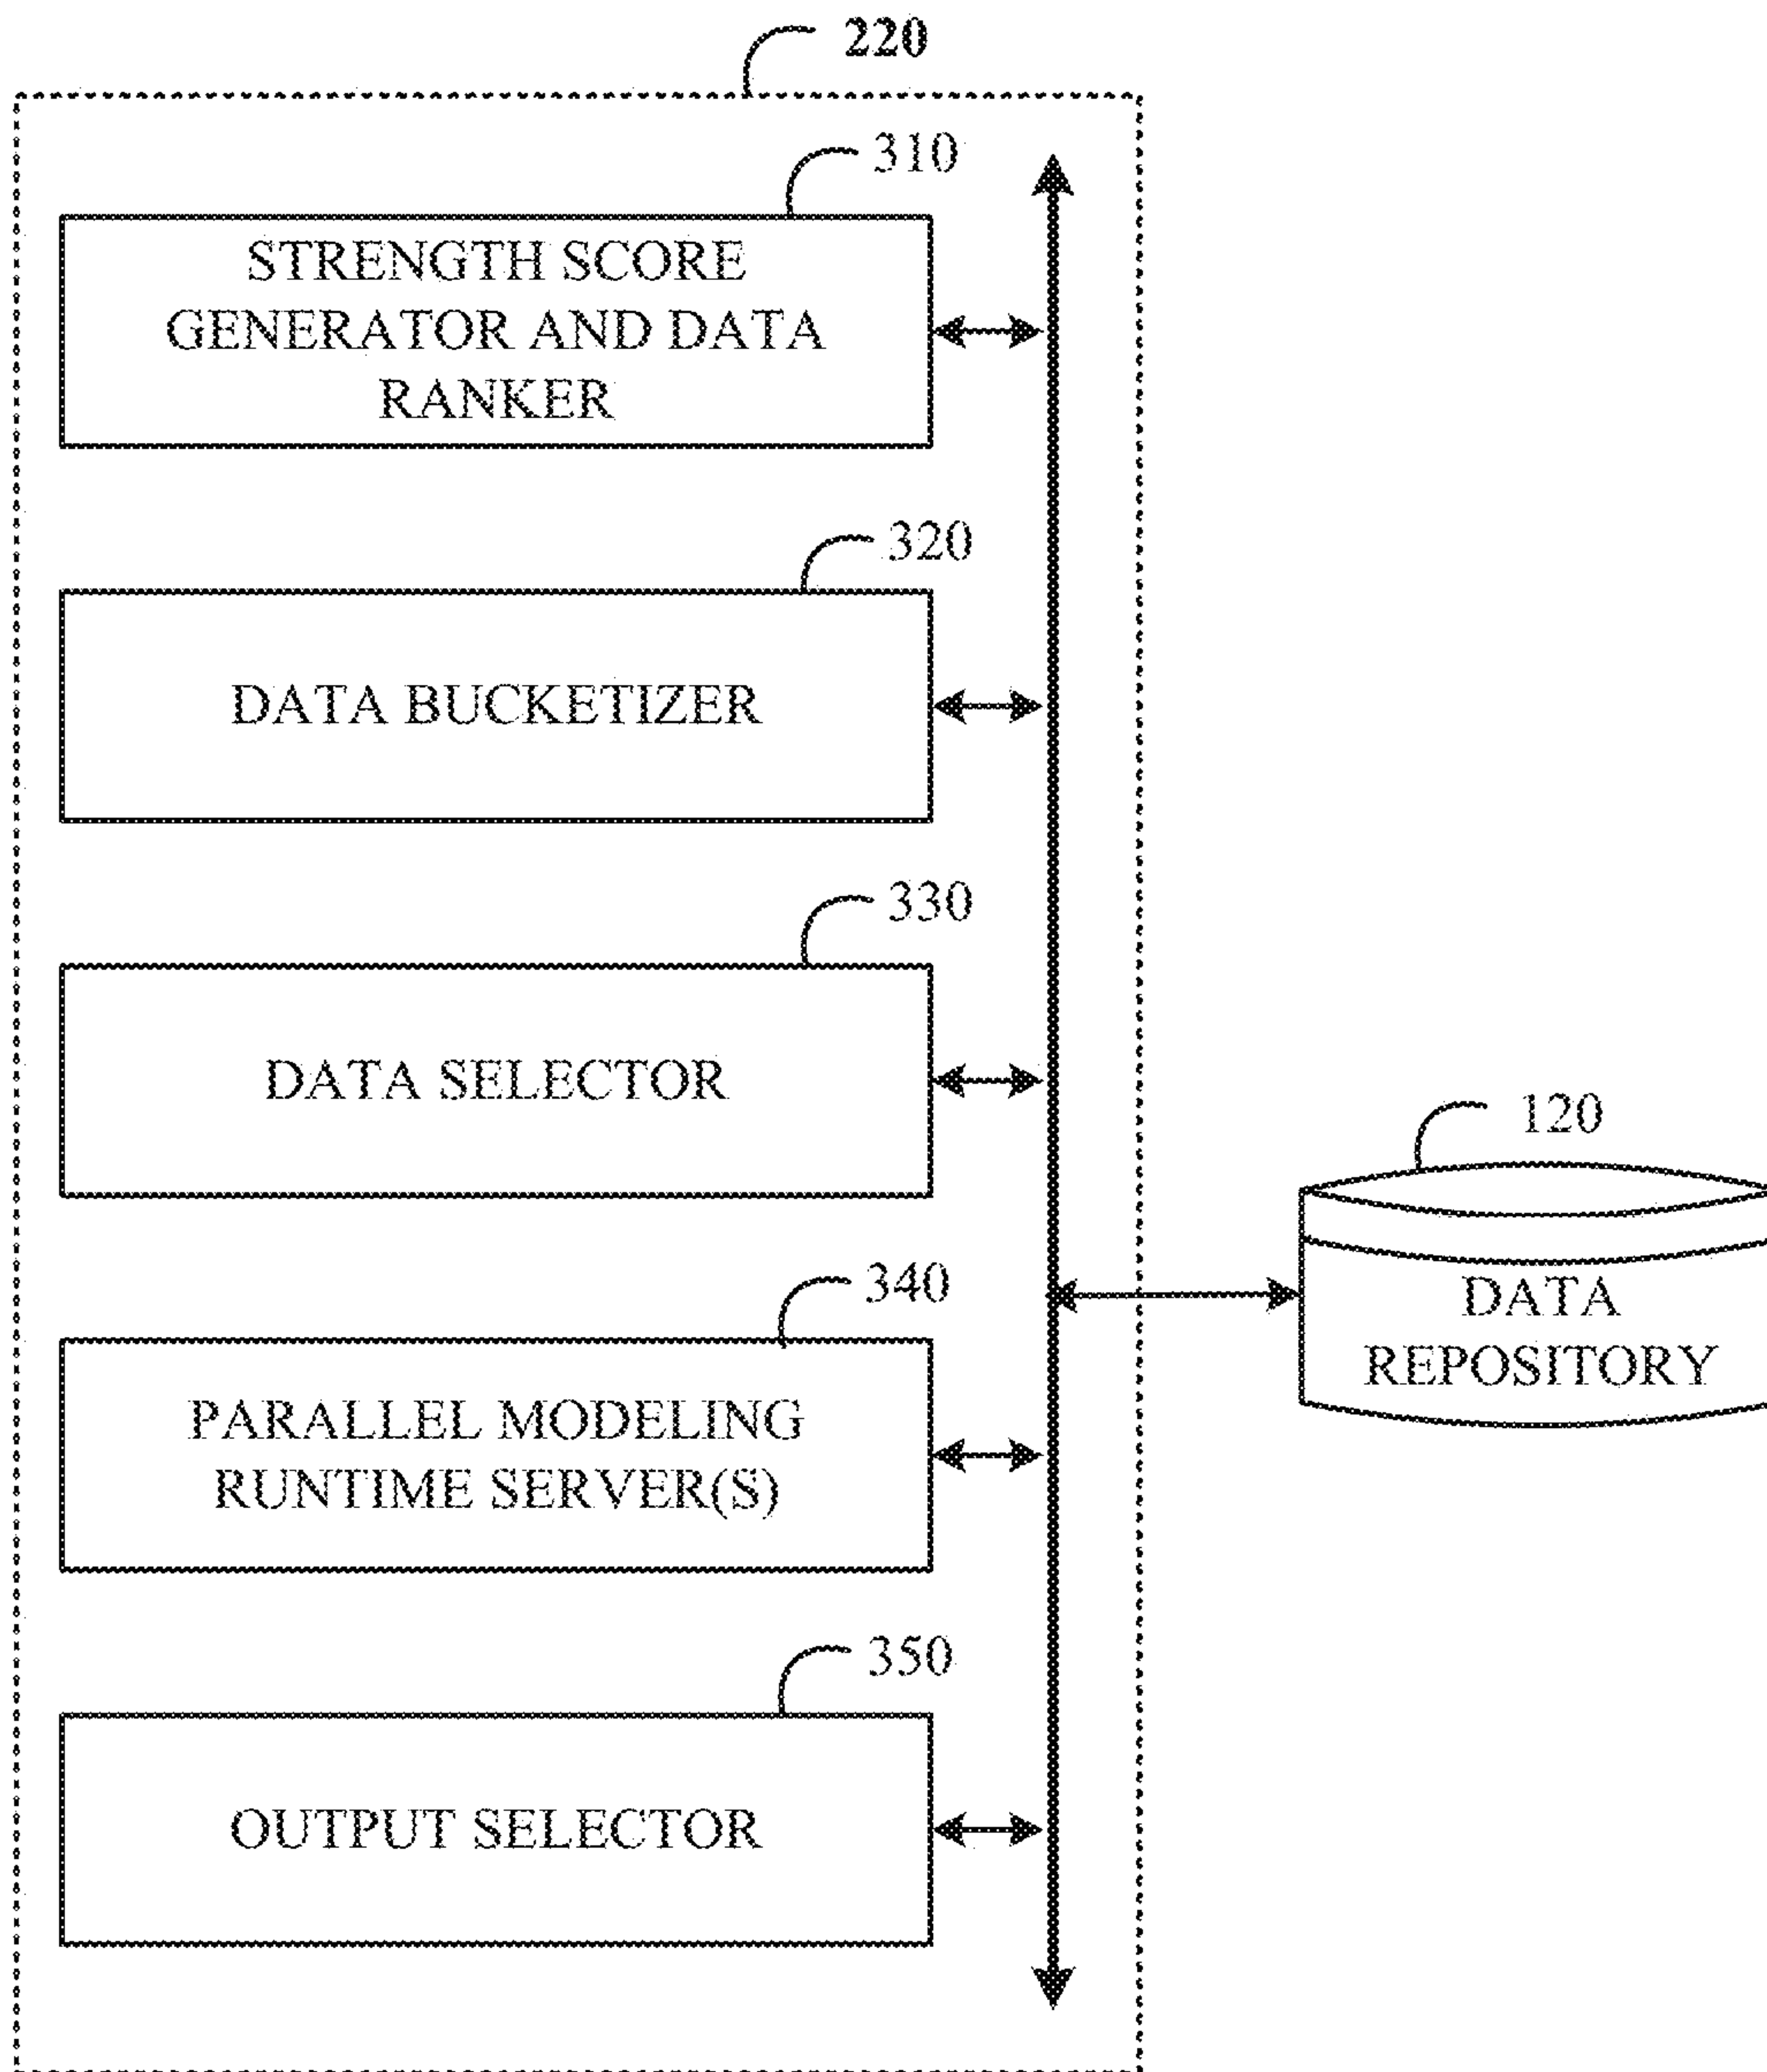 220
310
STRENGTH SCORE
GENERATOR AND DATA
RANKER
320
DATA BUCKETIZER
330
DATA SELECTOR
120
DATA
REPOSITORY
340
PARALLEL MODELING
RUNTIME SERVER(S)
350
OUTPUT SELECTOR